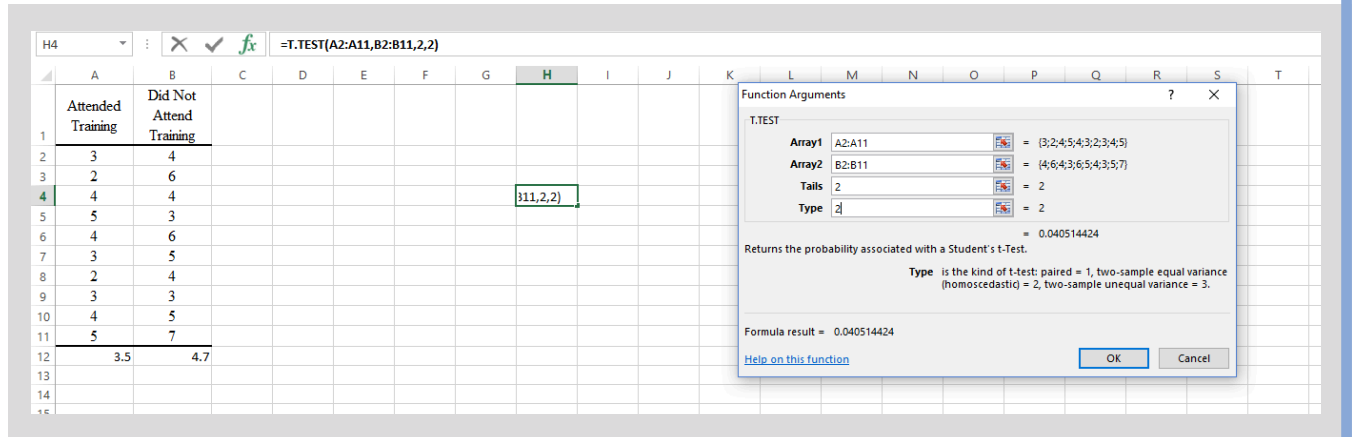 H4 fx =T.TEST(A2:A11,B2:B11,2,2)
A B C D E F G H I J K L M N O P Q R S T
1 Attended Training Did Not Attend Training
2 3 4
3 2 6
4 4 4 311,2,2)
5 5 3
6 4 6
7 3 5
8 2 4
9 3 3
10 4 5
11 5 7
12 3.5 4.7
13
14
15
Function Arguments ? X
T.TEST
Array1 A2:A11 = {3;2;4;5;4;3;2;3;4;5}
Array2 B2:B11 = {4;6;4;3;6;5;4;3;5;7}
Tails 2 = 2
Type 2 = 2
= 0.040514424
Returns the probability associated with a Student's t-Test.
Type is the kind of t-test: paired = 1, two-sample equal variance
(homoscedastic) = 2, two-sample unequal variance = 3.
Formula result = 0.040514424
Help on this function OK Cancel